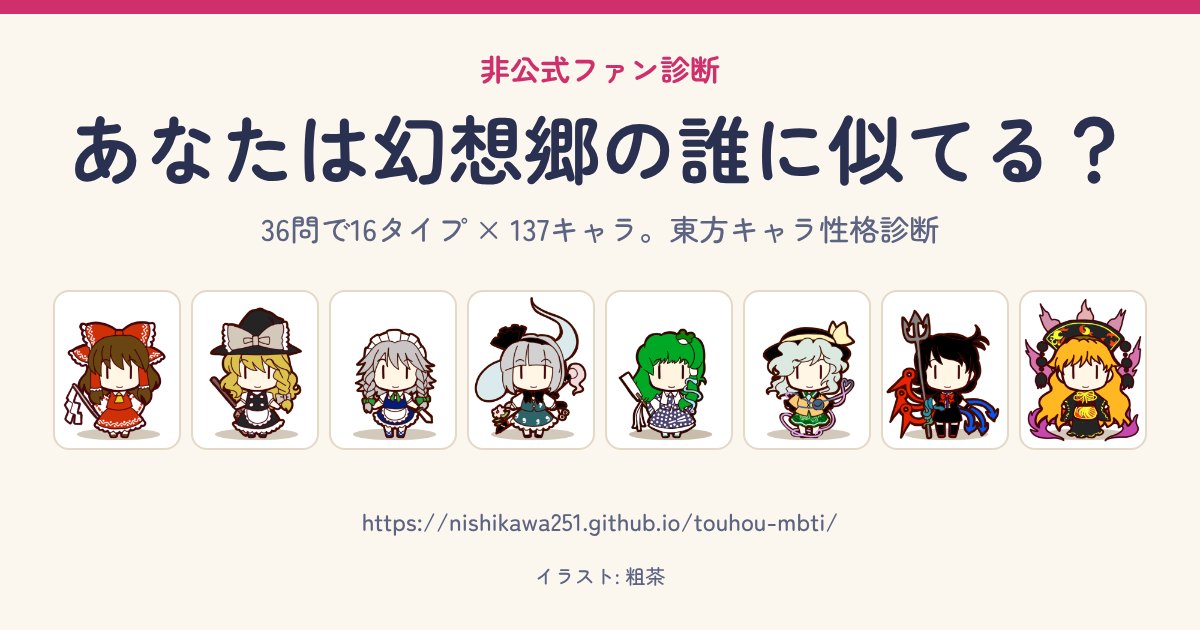 非公式ファン診断
あなたは幻想郷の誰に似てる？
36問で16タイプ × 137キャラ。東方キャラ性格診断
https://nishikawa251.github.io/touhou-mbti/
イラスト: 粗茶